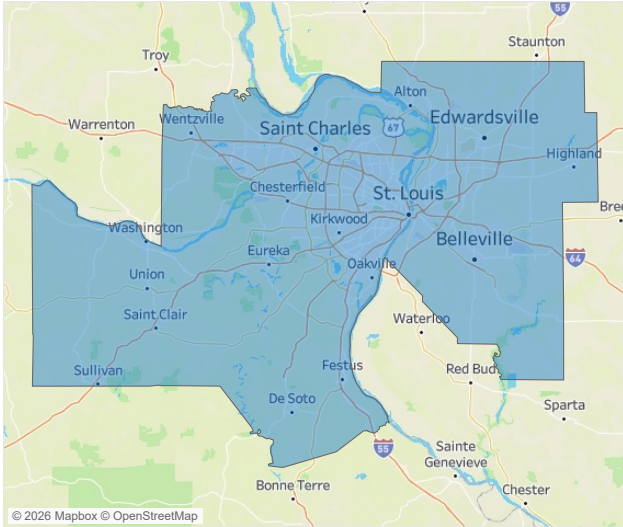 55
Staunton
Troy
Alton
Wentzville
Edwardsville
Warrenton
Saint Charles
67
Highland
Chesterfield
St. Louis
Kirkwood
Bree
Washington
Belleville
Eureka
64
Oakville
Union
Saint Clair
Waterloo
Sullivan
Festus
Red Bud
De Soto
Sparta
55
Sainte
Genevieve
Bonne Terre
Chester
© 2026 Mapbox © OpenStreetMap